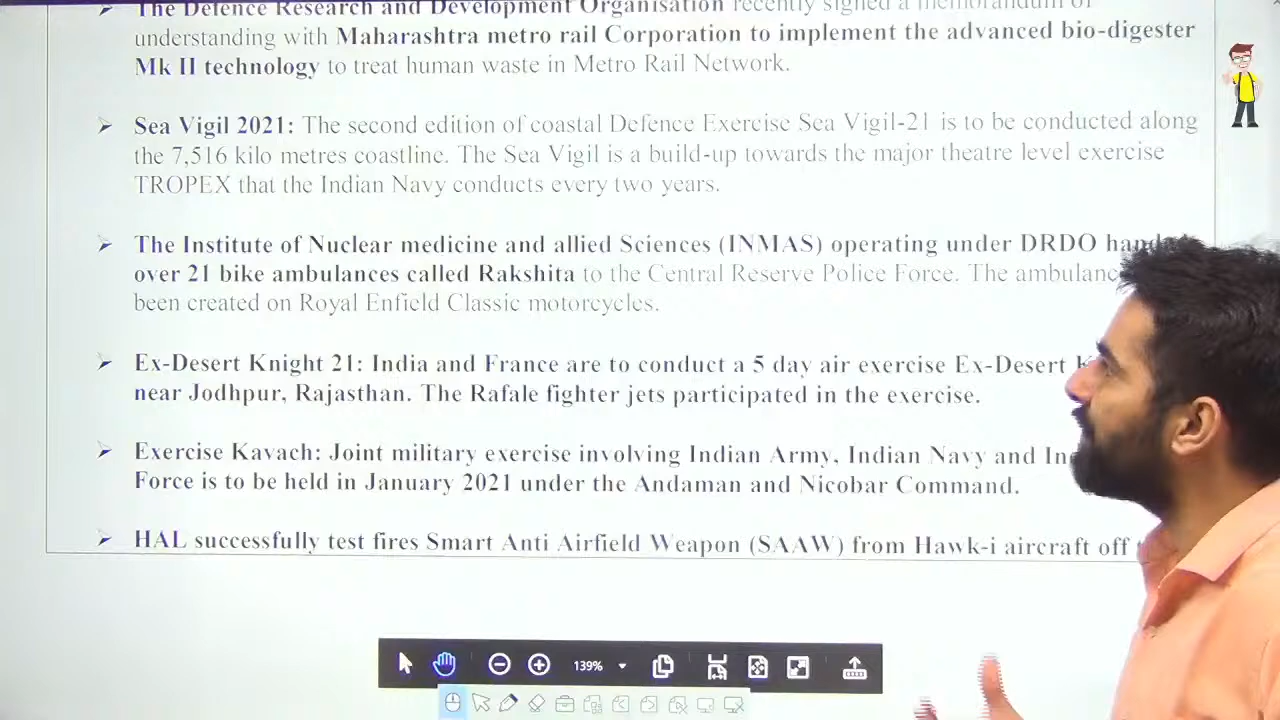 The Defence Research and Development Organisation recently signed a memorandum of
understanding with Maharashtra metro rail Corporation to implement the advanced bio-digester
Mk II technology to treat human waste in Metro Rail Network.
Sea Vigil 2021: The second edition of coastal Defence Exercise Sea Vigil-21 is to be conducted along
the 7,516 kilo metres coastline. The Sea Vigil is a build-up towards the major theatre level exercise
TROPEX that the Indian Navy conducts every two years.
The Institute of Nuclear medicine and allied Sciences (INMAS) operating under DRDO
over 21 bike ambulances called Rakshita to the Central Reserve Police Force. The
been created on Royal Enfield Classic motorcycles.
Ex-Desert Knight 21: India and France are to conduct a 5 day air exercise Ex-Desert
near Jodhpur, Rajasthan. The Rafale fighter jets participated in the exercise.
Exercise Kavach: Joint military exercise involving Indian Army, Indian Navy and
Force is to be held in January 2021 under the Andaman and Nicobar Command.
HAL successfully test fires Smart Anti Airfield Weapon (SAAW) from Hawk-i aircraft off
139%